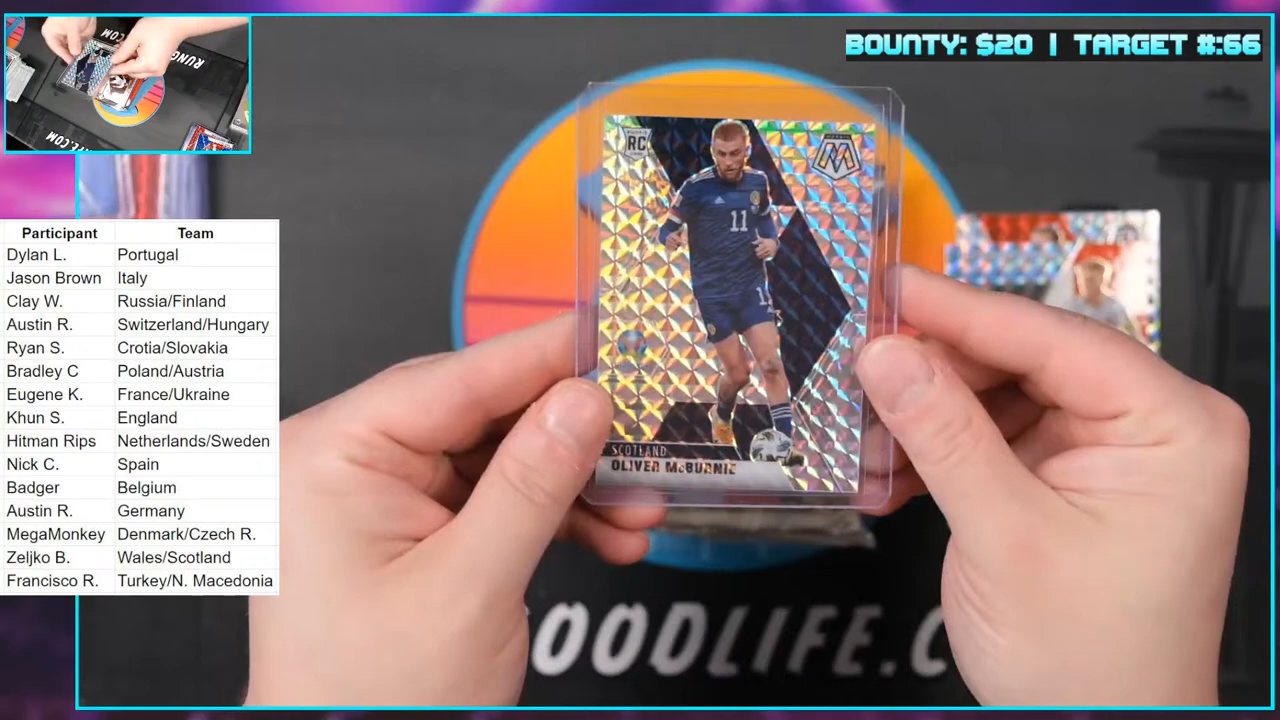 BOUNTY: $20 | TARGET #:66
Participant Team
Dylan L. Portugal
Jason Brown Italy
Clay W. Russia/Finland
Austin R. Switzerland/Hungary
Ryan S. Crotia/Slovakia
Bradley C Poland/Austria
Eugene K. France/Ukraine
Khun S. England
Hitman Rips Netherlands/Sweden
Nick C. Spain
Badger Belgium
Austin R. Germany
MegaMonkey Denmark/Czech R.
Zeljko B. Wales/Scotland
Francisco R. Turkey/N. Macedonia
RC
11
11
SCOTLAND
OLIVER McBURNIE
OODLIFE.C